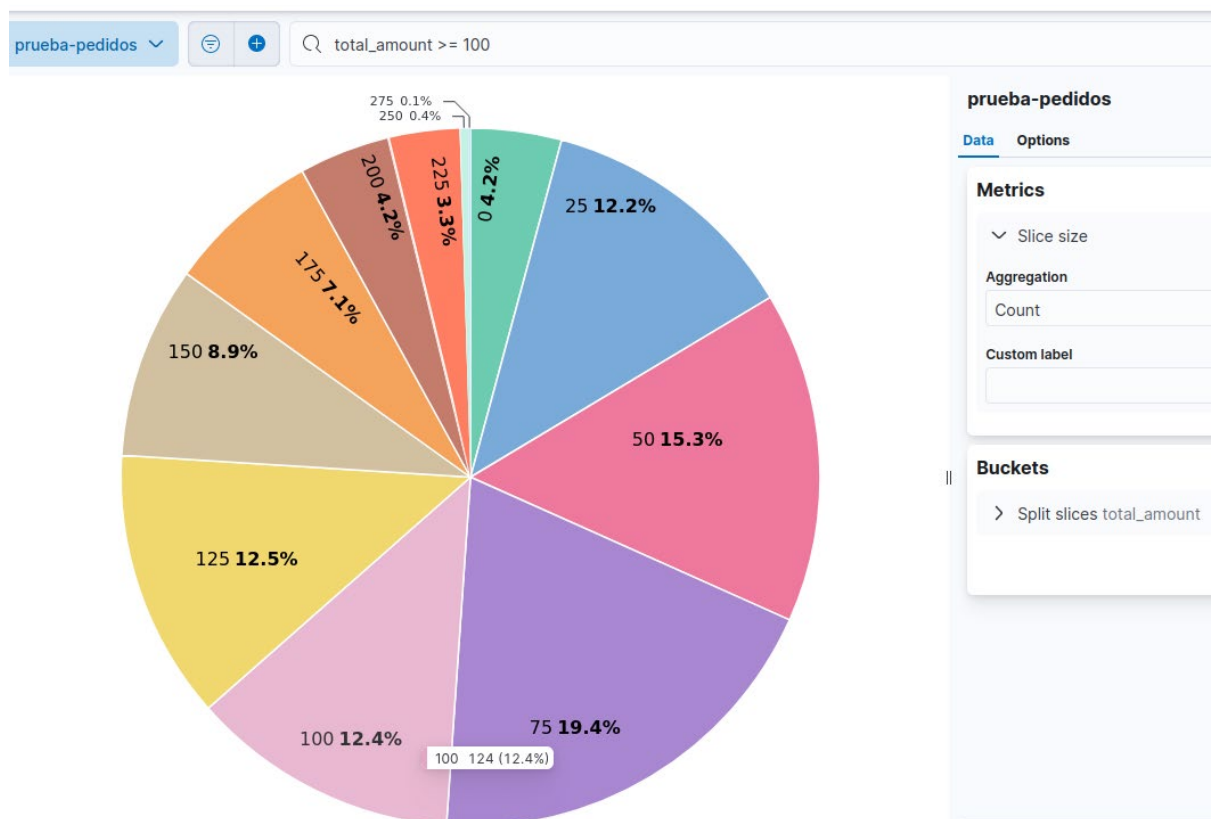 prueba-pedidos
total_amount >= 100
prueba-pedidos
Data Options
Metrics
Slice size
Aggregation
Count
Custom label
Buckets
Split slices total_amount
275 0.1%
250 0.4%
0 4.2%
25 12.2%
50 15.3%
75 19.4%
100 12.4%
100 124 (12.4%)
125 12.5%
150 8.9%
175 7.1%
200 4.2%
225 3.3%